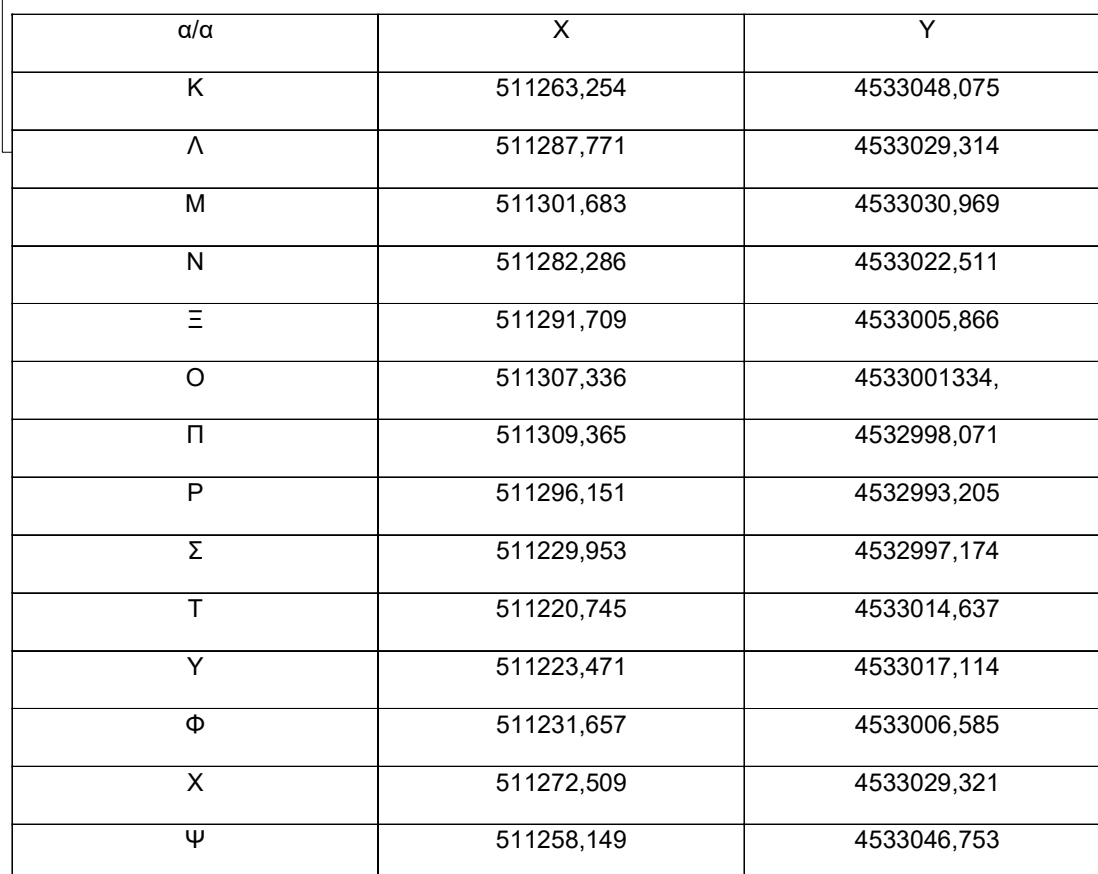 α/α Χ Υ
Κ 511263,254 4533048,075
Λ 511287,771 4533029,314
Μ 511301,683 4533030,969
Ν 511282,286 4533022,511
Ξ 511291,709 4533005,866
Ο 511307,336 4533001334,
Π 511309,365 4532998,071
Ρ 511296,151 4532993,205
Σ 511229,953 4532997,174
Τ 511220,745 4533014,637
Υ 511223,471 4533017,114
Φ 511231,657 4533006,585
Χ 511272,509 4533029,321
Ψ 511258,149 4533046,753